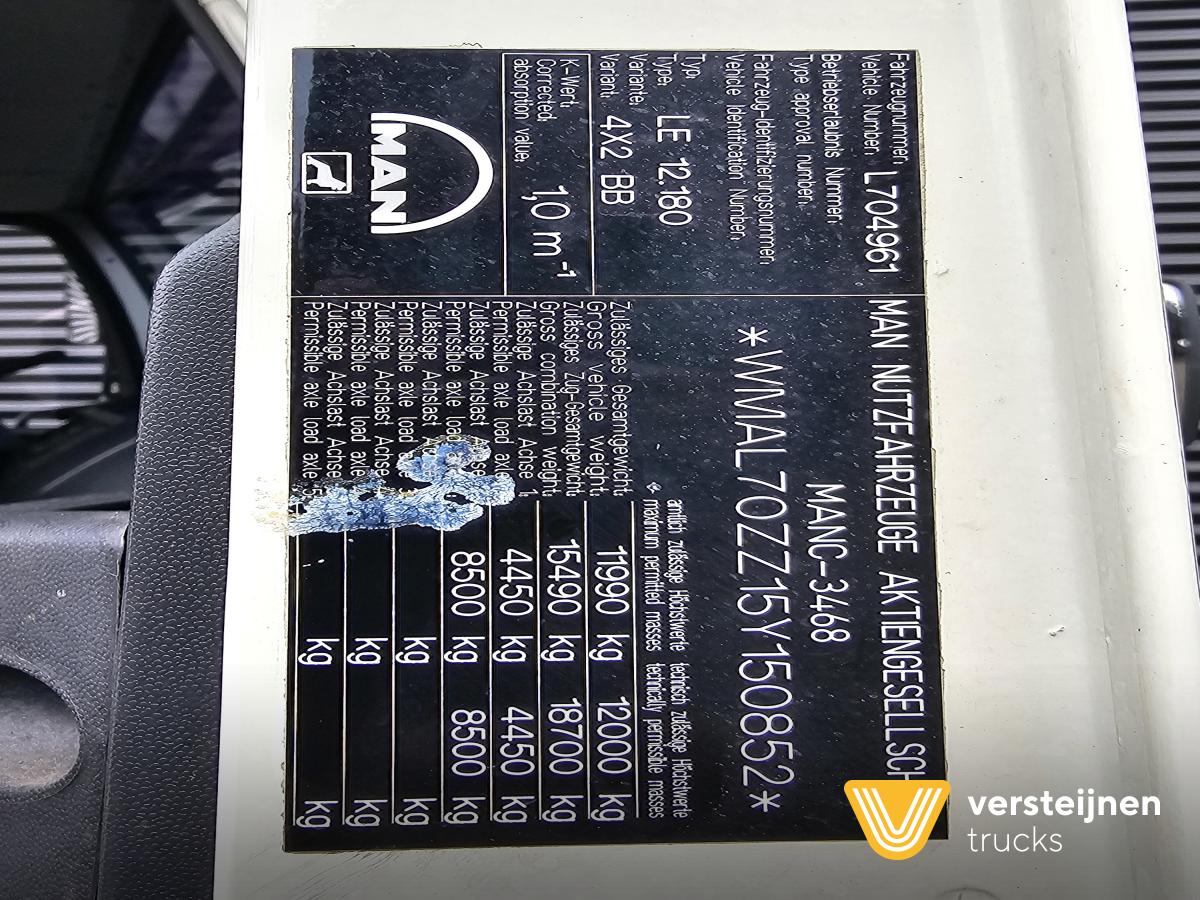 Fahrzeugnummer:
Vehicle Number: L704961
MAN NUTZFAHRZEUGE AKTIENGESELLSCH
Betriebserlaubnis Nummer:
Type approval number:
MANC-3468
Fahrzeug-Identifizierungsnummer:
Vehicle Identification Number:
*WMAL70ZZ15Y150852*
Typ:
Type: LE 12.180
Variante:
Variant: 4X2 BB
K-Wert:
Corrected
absorption value: 1,0 m⁻¹
MAN
amtlich zulässige Höchstwerte technisch zulässige Höchstwerte
* maximum permitted masses technically permissible masses
Zulässiges Gesamtgewicht:
Gross vehicle weight: 11990 kg 12000 kg
Zulässiges Zug-Gesamtgewicht:
Gross combination weight: 15490 kg 18700 kg
Zulässige Achslast Achse 1:
Permissible axle load axle 4450 kg 4450 kg
Zulässige Achslast Achse
Permissible axle load 8500 kg 8500 kg
Zulässige Achslast
Permissible axle load kg kg
Zulässige Achslast Achse 4:
Permissible axle load kg kg
Zulässige Achslast Achse
Permissible axle load axle 5: kg kg
versteijnen
trucks